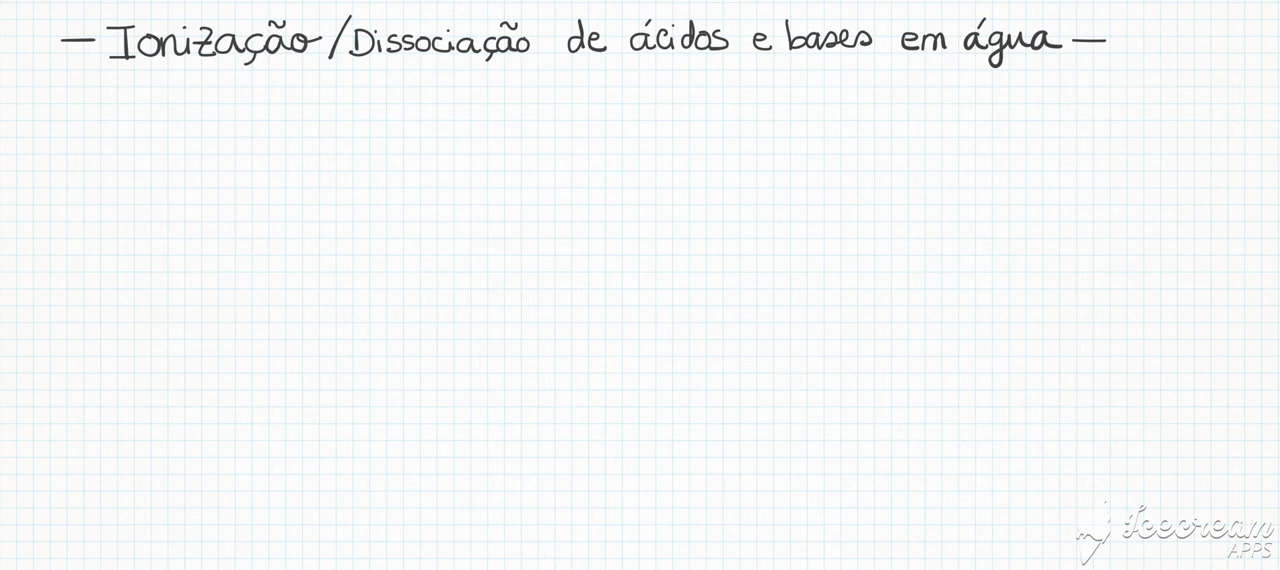 — Ionização/Dissociação de ácidos e bases em água —
Icecream
APPS